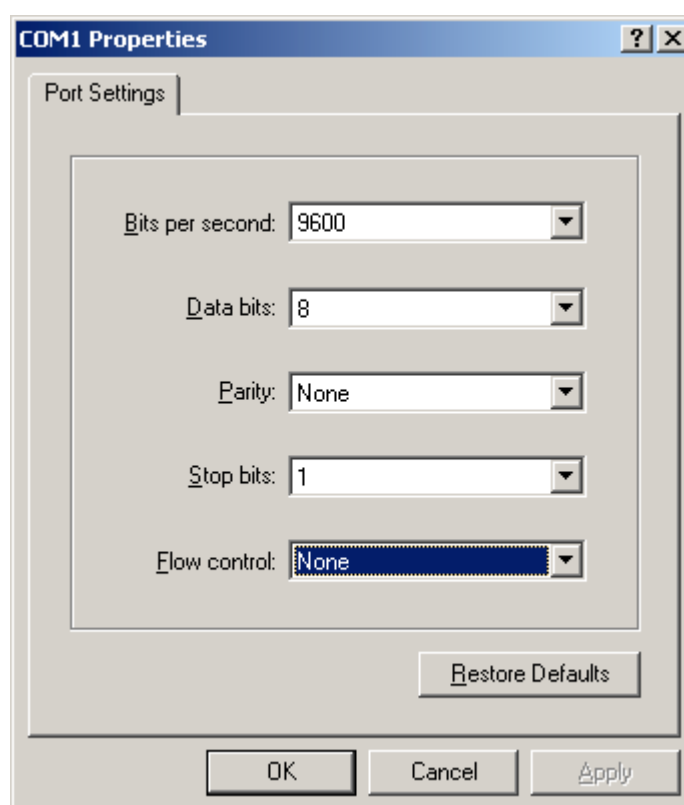 COM1 Properties
Port Settings
Bits per second: 9600
Data bits: 8
Parity: None
Stop bits: 1
Flow control: None
Restore Defaults
OK Cancel Apply